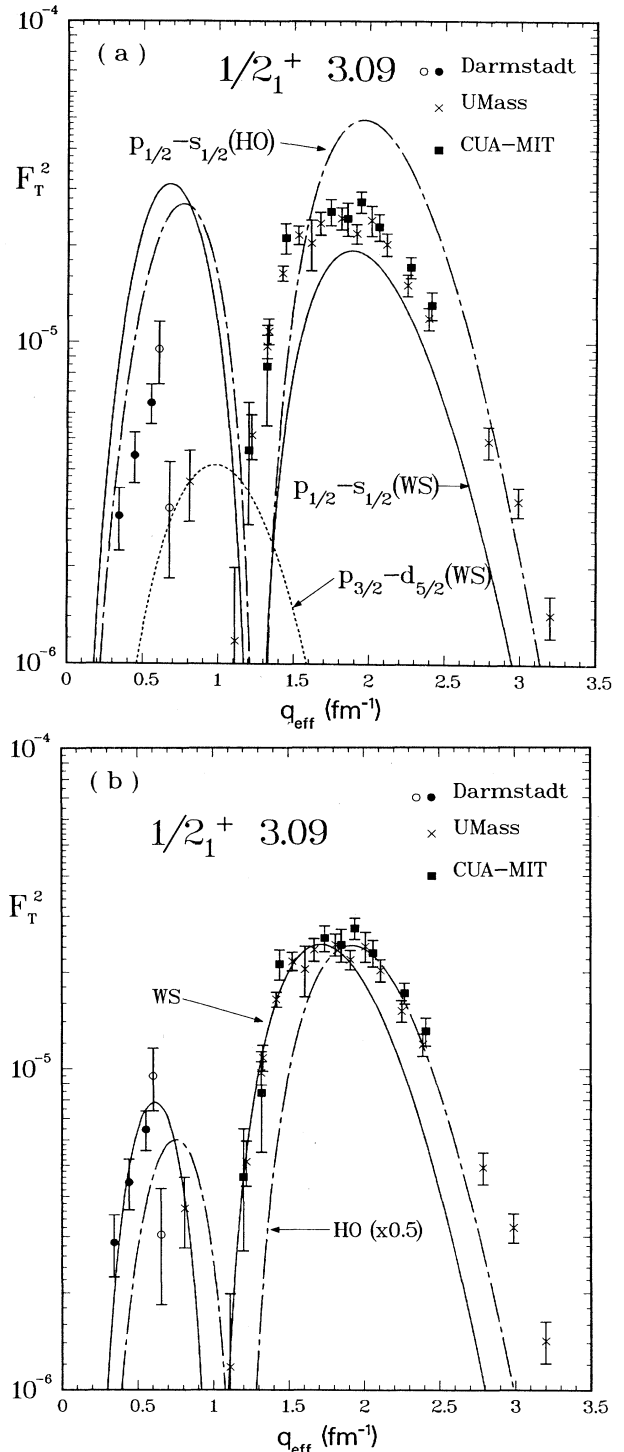 10⁻⁴
( a )
1/2₁⁺ 3.09
○ ● Darmstadt
× UMass
■ CUA−MIT
p₁/₂−s₁/₂(HO)
F_T²
10⁻⁵
p₁/₂−s₁/₂(WS)
p₃/₂−d₅/₂(WS)
10⁻⁶
0 0.5 1 1.5 2 2.5 3 3.5
q_eff (fm⁻¹)
10⁻⁴
( b )
○ ● Darmstadt
1/2₁⁺ 3.09
× UMass
■ CUA−MIT
F_T²
WS
10⁻⁵
HO (x0.5)
10⁻⁶
0 0.5 1 1.5 2 2.5 3 3.5
q_eff (fm⁻¹)